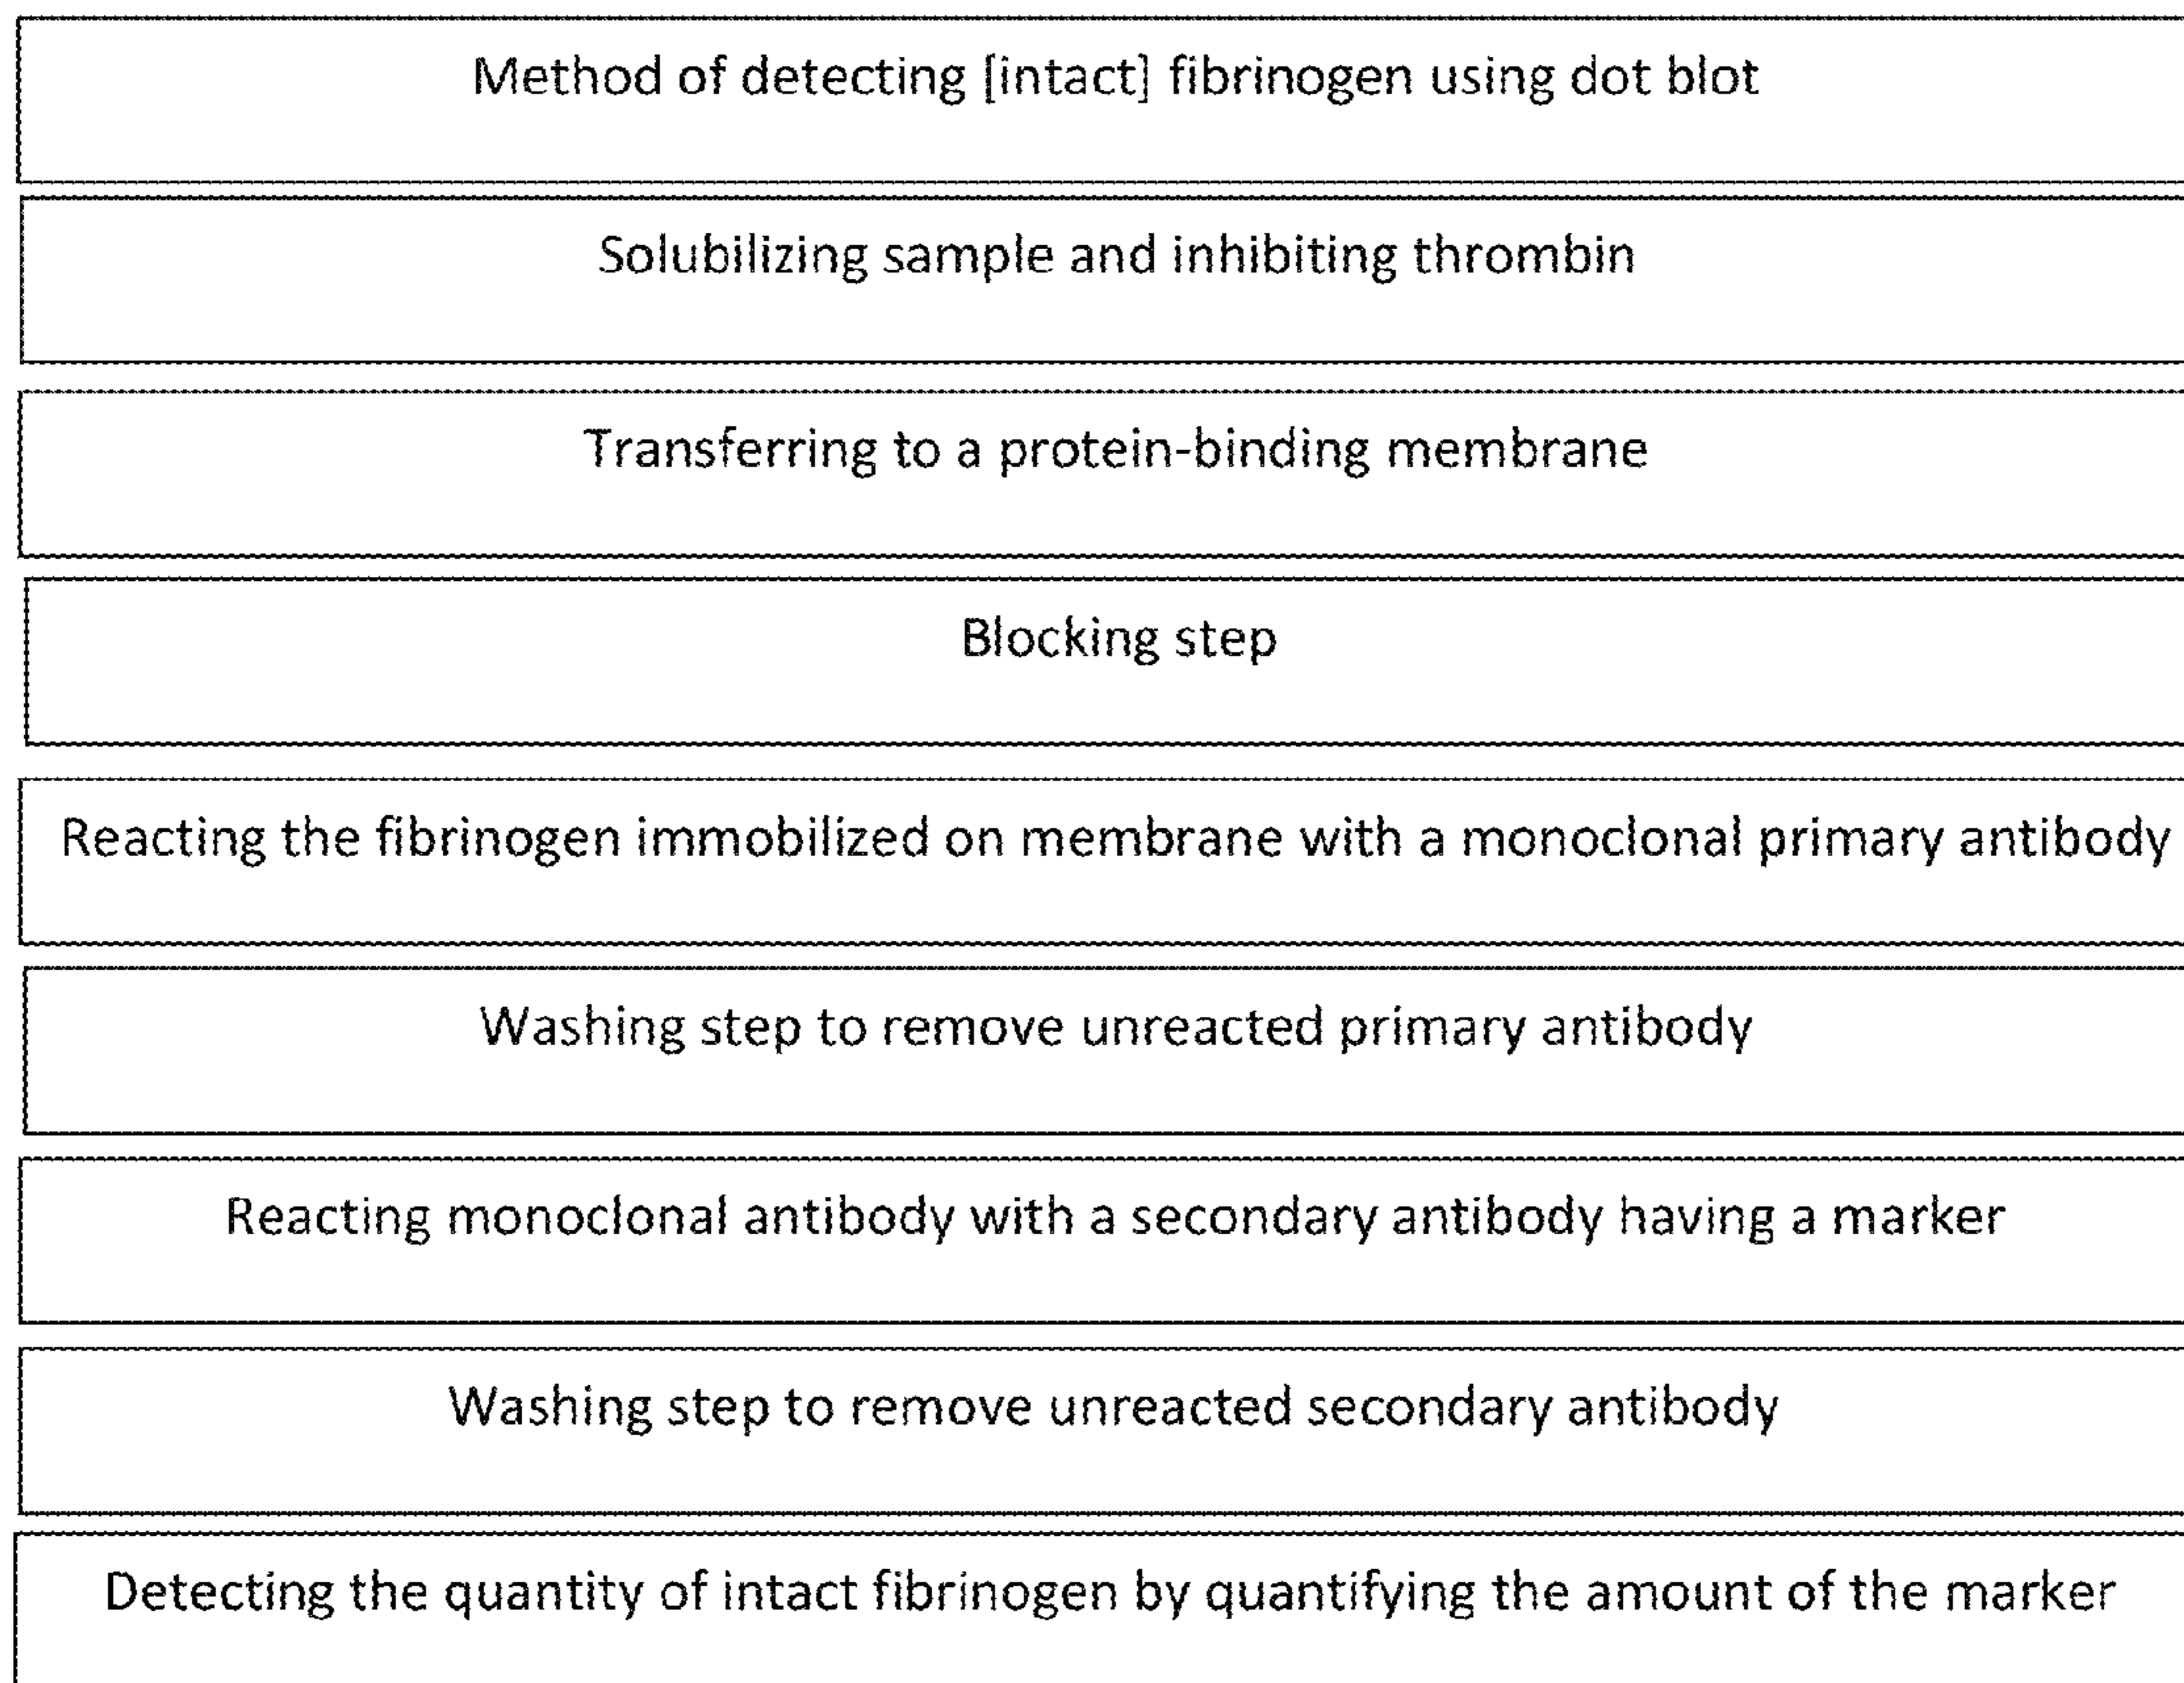 Method of detecting [intact] fibrinogen using dot blot
Solubilizing sample and inhibiting thrombin
Transferring to a protein-binding membrane
Blocking step
Reacting the fibrinogen immobilized on membrane with a monoclonal primary antibody
Washing step to remove unreacted primary antibody
Reacting monoclonal antibody with a secondary antibody having a marker
Washing step to remove unreacted secondary antibody
Detecting the quantity of intact fibrinogen by quantifying the amount of the marker